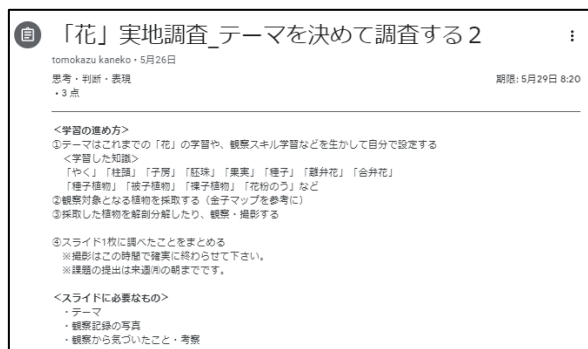 「花」実地調査_テーマを決めて調査する2
tomokazu kaneko・5月26日
思考・判断・表現
・3 点
期限: 5月29日 8:20
<学習の進め方>
①テーマはこれまでの「花」の学習や、観察スキル学習などを生かして自分で設定する
<学習した知識>
「やく」「柱頭」「子房」「胚珠」「果実」「種子」「離弁花」「合弁花」
「種子植物」「被子植物」「裸子植物」「花粉のう」など
②観察対象となる植物を採取する（金子マップを参考に）
③採取した植物を解剖分解したり、観察・撮影する
④スライド1枚に調べたことをまとめる
※撮影はこの時間で確実に終わらせて下さい。
※課題の提出は来週㈪の朝までです。
<スライドに必要なもの>
・テーマ
・観察記録の写真
・観察から気づいたこと・考察